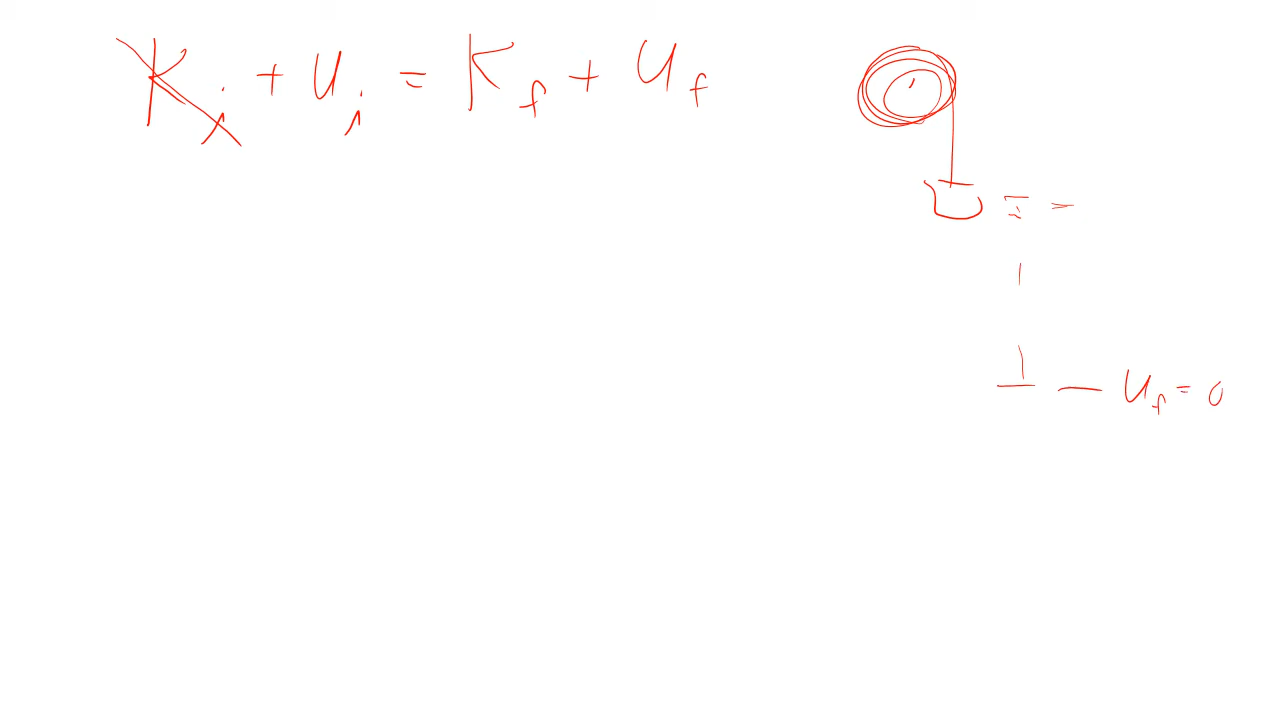 Ki + Ui = Kf + Uf
Uf = 0